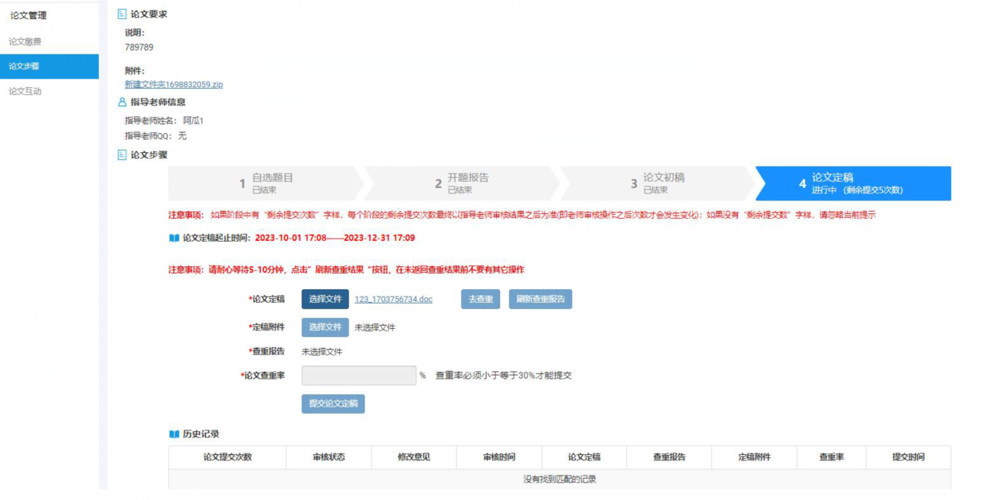 论文管理
论文缴费
论文步骤
论文互动
论文要求
说明：
789789
附件：
新建文件夹1698832059.zip
指导老师信息
指导老师姓名： 阿瓜1
指导老师QQ： 无
论文步骤
1 自选题目 已结束
2 开题报告 已结束
3 论文初稿 已结束
4 论文定稿 进行中 （剩余提交5次数）
注意事项： 如果阶段中有“剩余提交次数”字样，每个阶段的剩余提交次数最终以指导老师审核结果之后为准(即老师审核操作之后次数才会发生变化)；如果没有“剩余提交数”字样，请忽略当前提示
论文定稿起止时间：2023-10-01 17:08——2023-12-31 17:09
注意事项：请耐心等待5-10分钟，点击”刷新查重结果“按钮，在未返回查重结果前不要有其它操作
*论文定稿 选择文件 123_1703756734.doc 去查重 刷新查重报告
*定稿附件 选择文件 未选择文件
*查重报告 未选择文件
*论文查重率 % 查重率必须小于等于30%才能提交
提交论文定稿
历史记录
论文提交次数 审核状态 修改意见 审核时间 论文定稿 查重报告 定稿附件 查重率 提交时间
没有找到匹配的记录